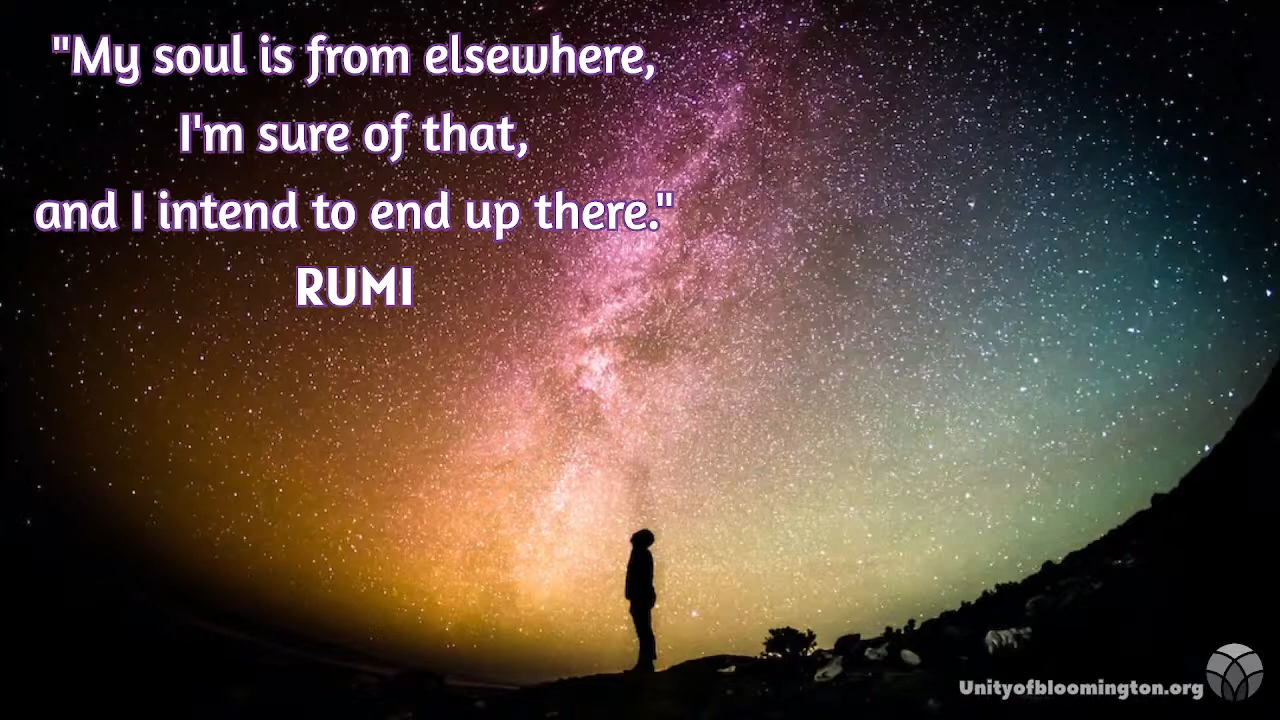 "My soul is from elsewhere,
I'm sure of that,
and I intend to end up there."
RUMI
Unityofbloomington.org